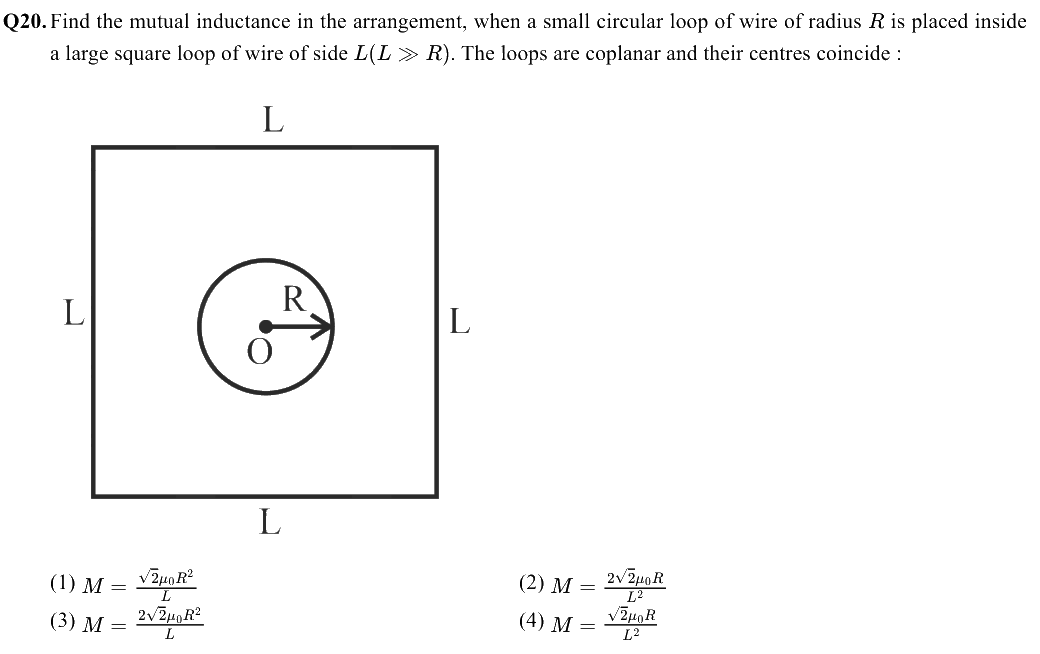 Q20. Find the mutual inductance in the arrangement, when a small circular loop of wire of radius R is placed inside
a large square loop of wire of side L(L ≫ R). The loops are coplanar and their centres coincide :
L
L
R
O
L
L
(1) M = √2μ₀R²/L
(2) M = 2√2μ₀R/L²
(3) M = 2√2μ₀R²/L
(4) M = √2μ₀R/L²